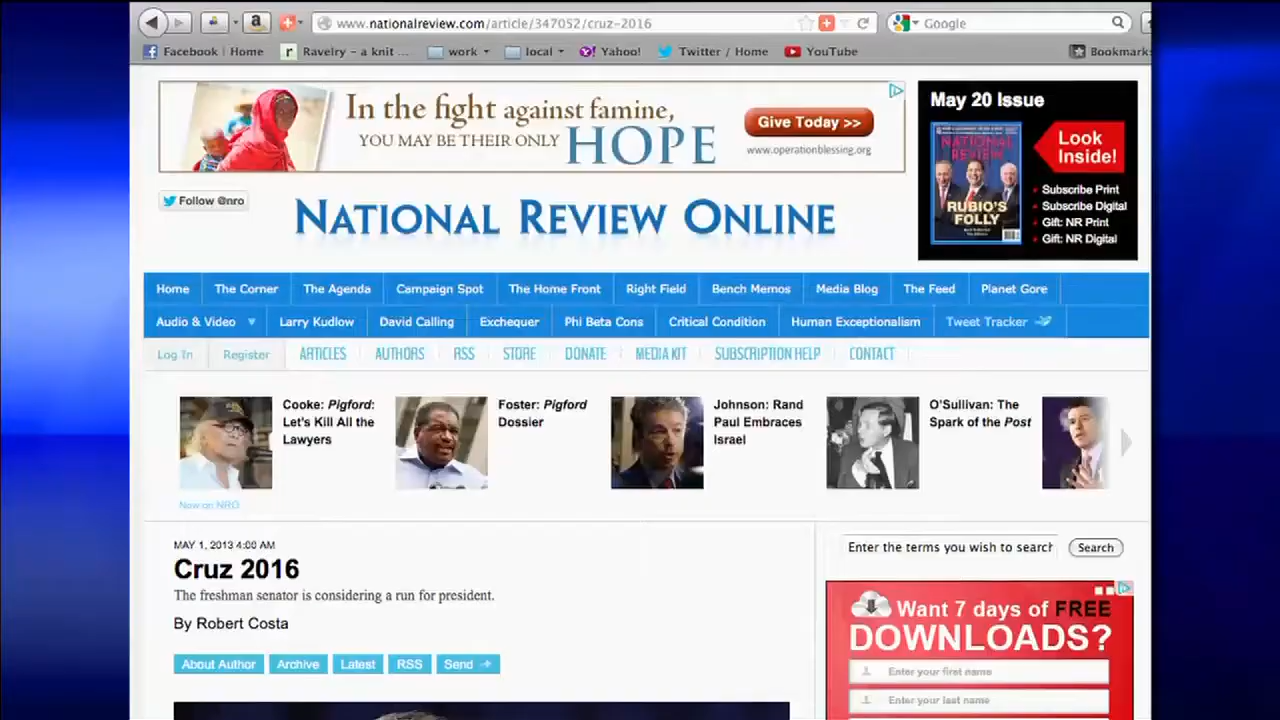 www.nationalreview.com/article/347052/cruz-2016
Google
Facebook | Home
Ravelry – a knit ...
work
local
Yahoo!
Twitter / Home
YouTube
Bookmarks
In the fight against famine,
YOU MAY BE THEIR ONLY HOPE
Give Today >>
www.operationblessing.org
May 20 Issue
NATIONAL REVIEW
RUBIO'S
FOLLY
Look
Inside!
Subscribe Print
Subscribe Digital
Gift: NR Print
Gift: NR Digital
Follow @nro
NATIONAL REVIEW ONLINE
Home
The Corner
The Agenda
Campaign Spot
The Home Front
Right Field
Bench Memos
Media Blog
The Feed
Planet Gore
Audio & Video
Larry Kudlow
David Calling
Exchequer
Phi Beta Cons
Critical Condition
Human Exceptionalism
Tweet Tracker
Log In
Register
ARTICLES
AUTHORS
RSS
STORE
DONATE
MEDIA KIT
SUBSCRIPTION HELP
CONTACT
Cooke: Pigford:
Let's Kill All the
Lawyers
Foster: Pigford
Dossier
Johnson: Rand
Paul Embraces
Israel
O'Sullivan: The
Spark of the Post
Now on NRO
MAY 1, 2013 4:00 AM
Cruz 2016
The freshman senator is considering a run for president.
By Robert Costa
About Author
Archive
Latest
RSS
Send
Enter the terms you wish to search
Search
Want 7 days of FREE
DOWNLOADS?
Enter your first name
Enter your last name